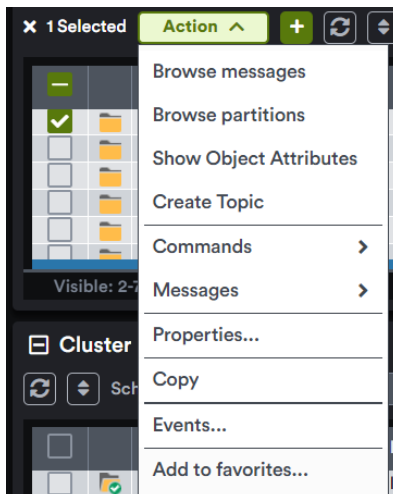 × 1 Selected Action
Browse messages
Browse partitions
Show Object Attributes
Create Topic
Commands
Visible: 2-7
Messages
Cluster
Properties...
Sch
Copy
Events...
Add to favorites...